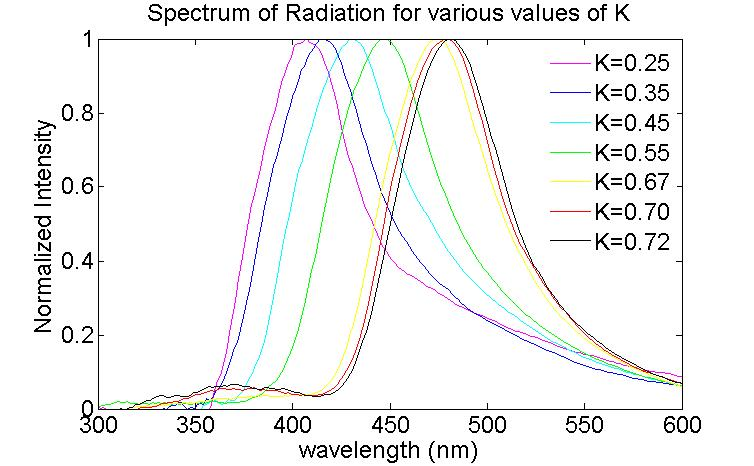 Spectrum of Radiation for various values of K
Normalized Intensity
1
0.8
0.6
0.4
0.2
0
K=0.25
K=0.35
K=0.45
K=0.55
K=0.67
K=0.70
K=0.72
300 350 400 450 500 550 600
wavelength (nm)